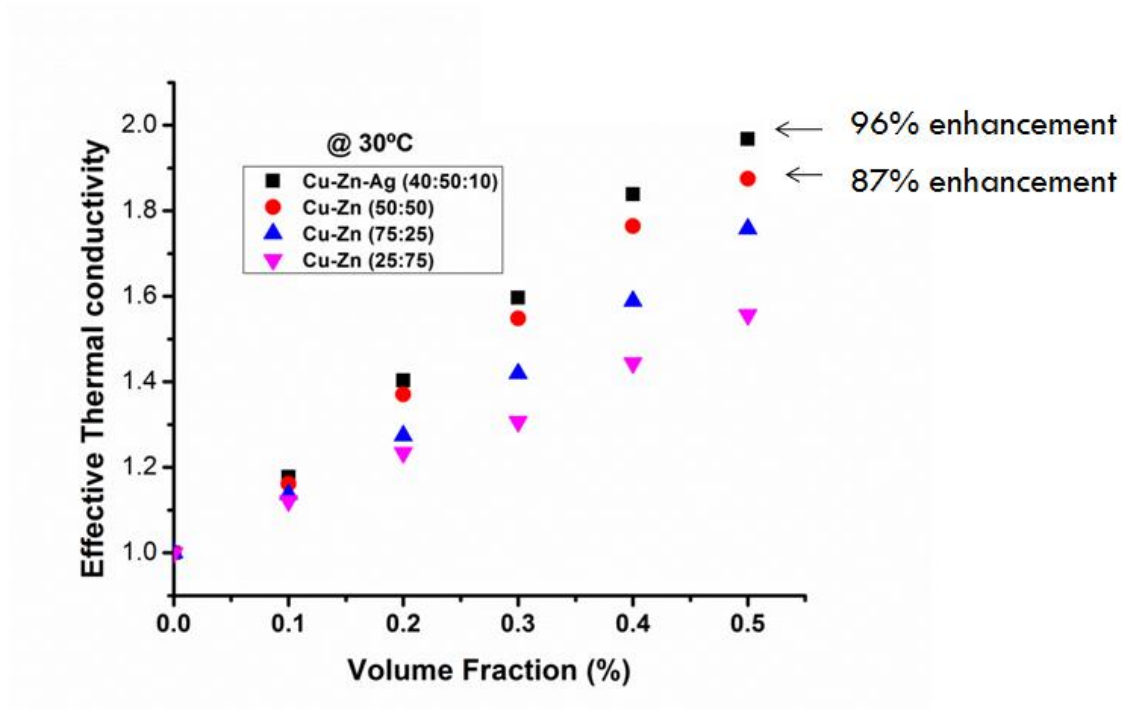 2.0
1.8
1.6
1.4
1.2
1.0
Effective Thermal conductivity
@ 30ºC
Cu-Zn-Ag (40:50:10)
Cu-Zn (50:50)
Cu-Zn (75:25)
Cu-Zn (25:75)
← 96% enhancement
← 87% enhancement
0.0 0.1 0.2 0.3 0.4 0.5
Volume Fraction (%)